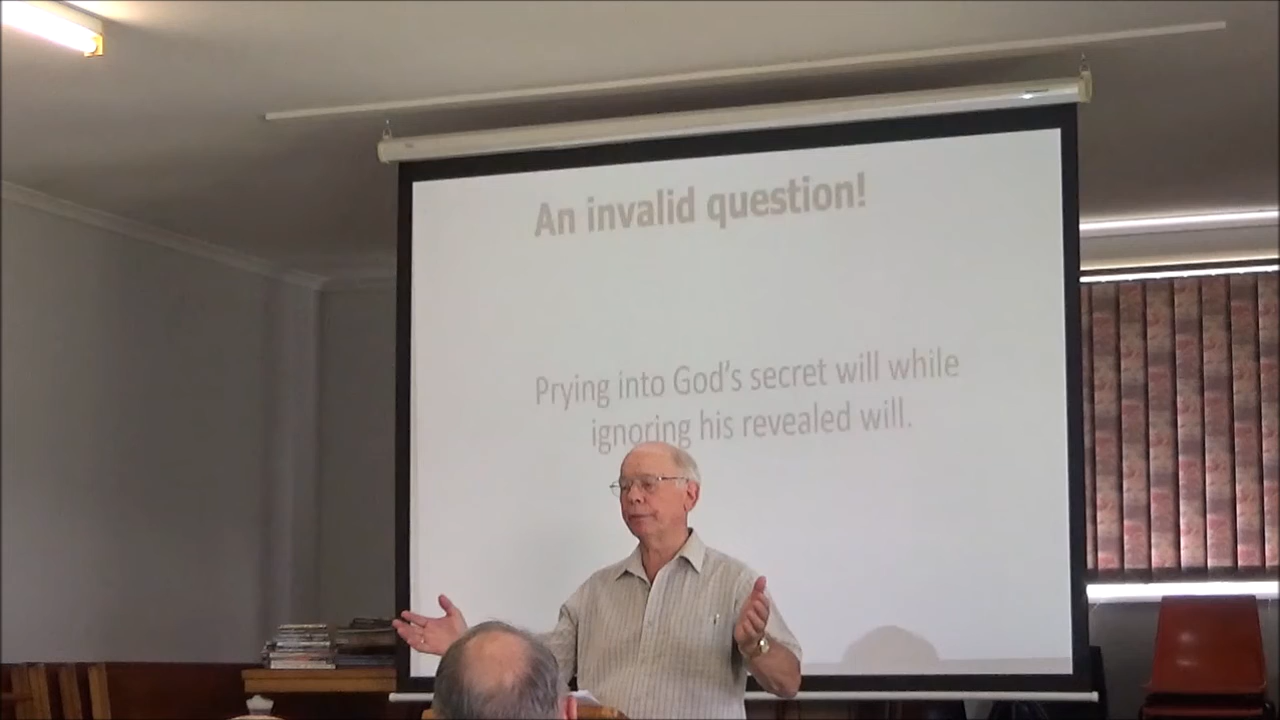 An invalid question!
Prying into God's secret will while
ignoring his revealed will.